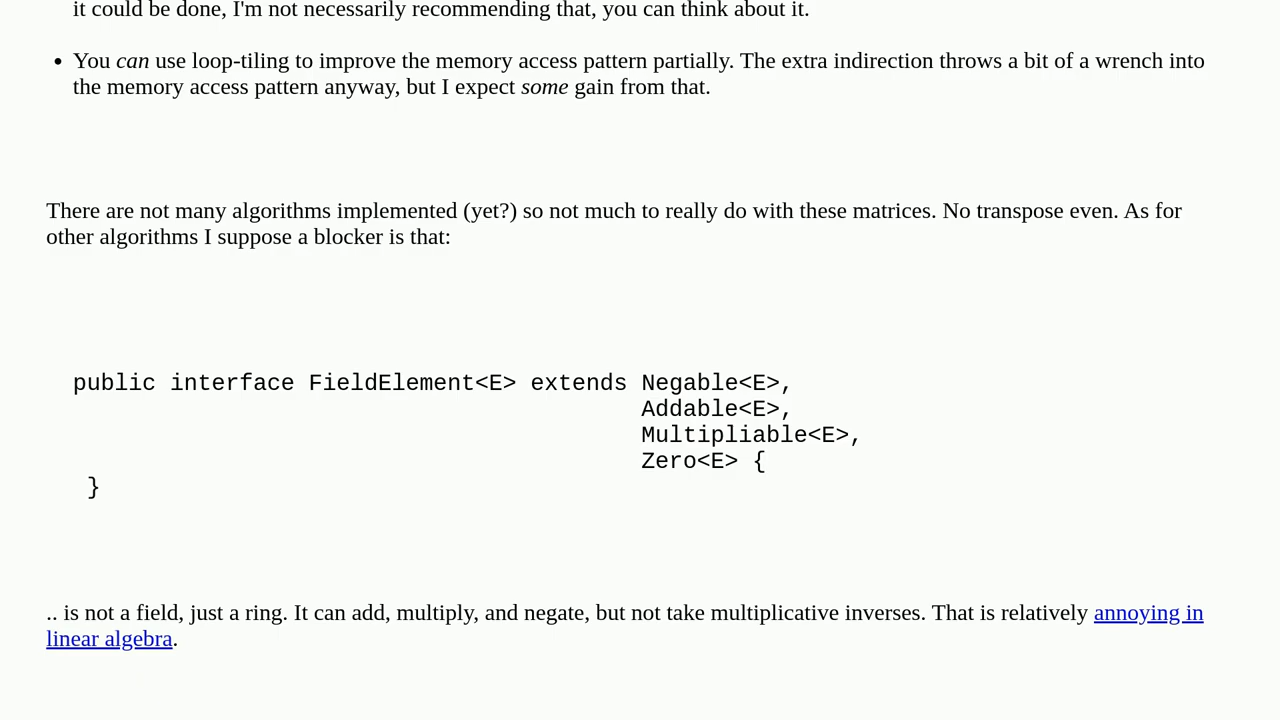 it could be done, I'm not necessarily recommending that, you can think about it.
• You can use loop-tiling to improve the memory access pattern partially. The extra indirection throws a bit of a wrench into
the memory access pattern anyway, but I expect some gain from that.
There are not many algorithms implemented (yet?) so not much to really do with these matrices. No transpose even. As for
other algorithms I suppose a blocker is that:
public interface FieldElement<E> extends Negable<E>,
                                         Addable<E>,
                                         Multipliable<E>,
                                         Zero<E> {
 }
.. is not a field, just a ring. It can add, multiply, and negate, but not take multiplicative inverses. That is relatively annoying in
linear algebra.